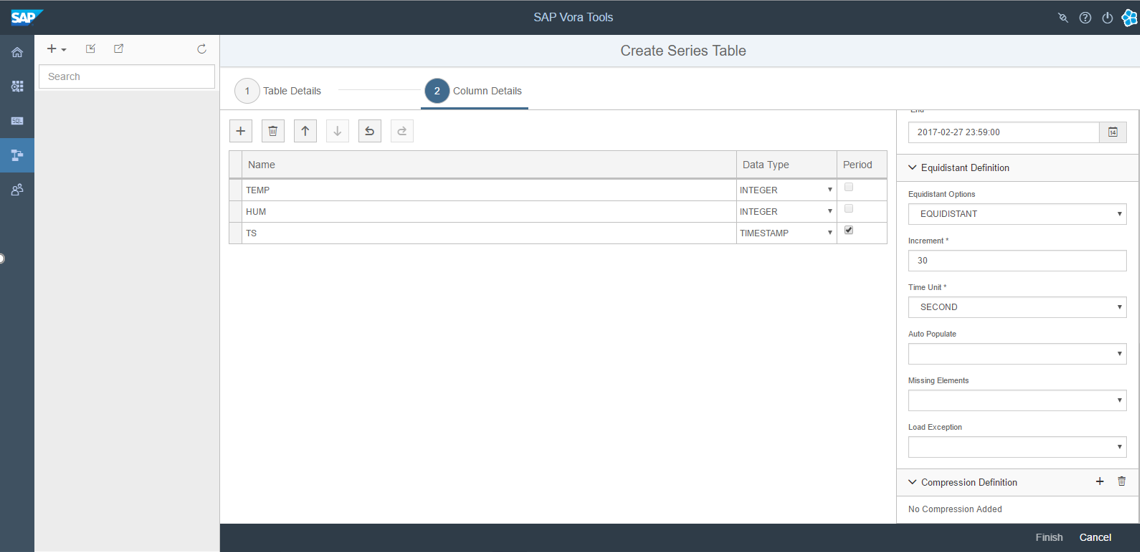 SAP
SAP Vora Tools
Search
Create Series Table
1 Table Details
2 Column Details
Name Data Type Period
TEMP INTEGER
HUM INTEGER
TS TIMESTAMP
End
2017-02-27 23:59:00
14
Equidistant Definition
Equidistant Options
EQUIDISTANT
Increment *
30
Time Unit *
SECOND
Auto Populate
Missing Elements
Load Exception
Compression Definition
No Compression Added
Finish Cancel